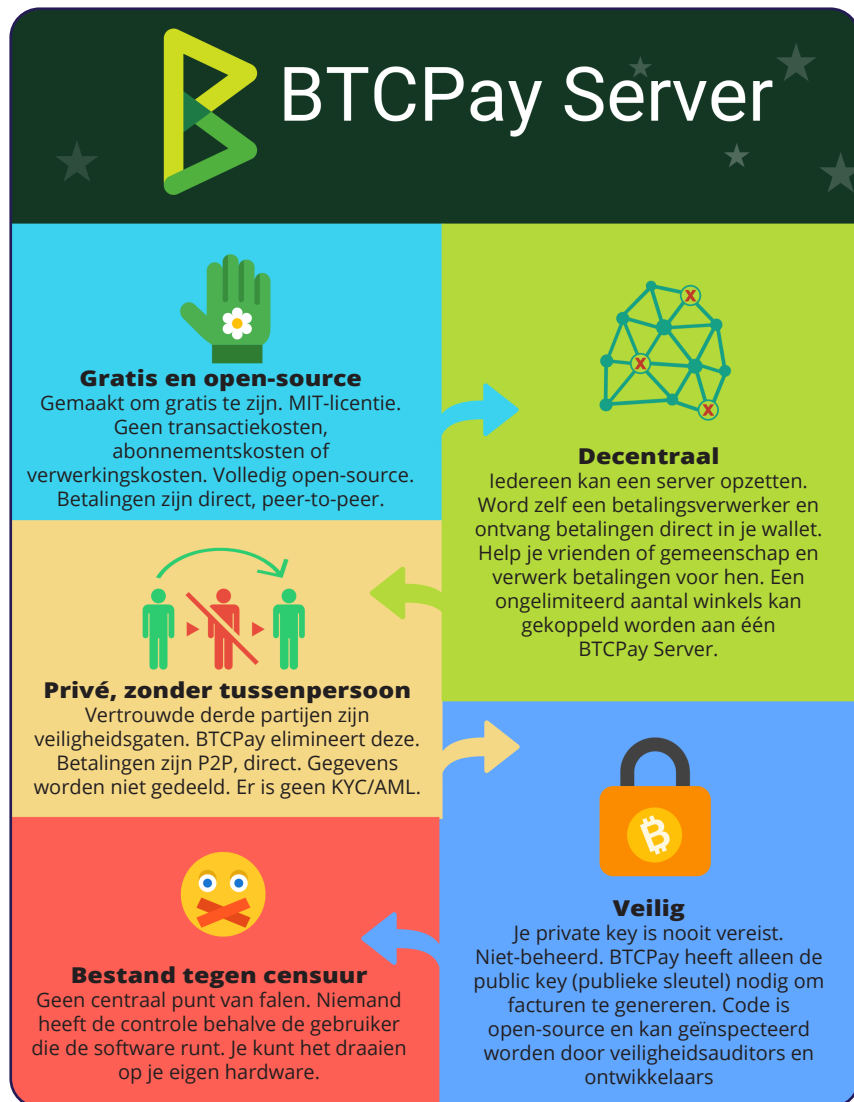 BTCPay Server
Gratis en open-source
Gemaakt om gratis te zijn. MIT-licentie.
Geen transactiekosten,
abonnementskosten of
verwerkingskosten. Volledig open-source.
Betalingen zijn direct, peer-to-peer.
X
X
X
Decentraal
Iedereen kan een server opzetten.
Word zelf een betalingsverwerker en
ontvang betalingen direct in je wallet.
Help je vrienden of gemeenschap en
verwerk betalingen voor hen. Een
ongelimiteerd aantal winkels kan
gekoppeld worden aan één
BTCPay Server.
Privé, zonder tussenpersoon
Vertrouwde derde partijen zijn
veiligheidsgaten. BTCPay elimineert deze.
Betalingen zijn P2P, direct. Gegevens
worden niet gedeeld. Er is geen KYC/AML.
Veilig
Je private key is nooit vereist.
Niet-beheerd. BTCPay heeft alleen de
public key (publieke sleutel) nodig om
facturen te genereren. Code is
open-source en kan geïnspecteerd
worden door veiligheidsauditors en
ontwikkelaars
Bestand tegen censuur
Geen centraal punt van falen. Niemand
heeft de controle behalve de gebruiker
die de software runt. Je kunt het draaien
op je eigen hardware.